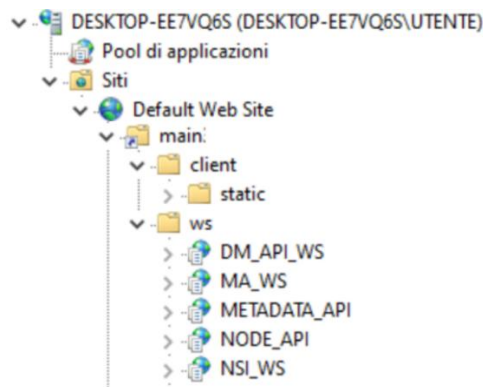 DESKTOP-EE7VQ6S (DESKTOP-EE7VQ6S\UTENTE)
Pool di applicazioni
Siti
Default Web Site
main:
client
static
ws
DM_API_WS
MA_WS
METADATA_API
NODE_API
NSI_WS